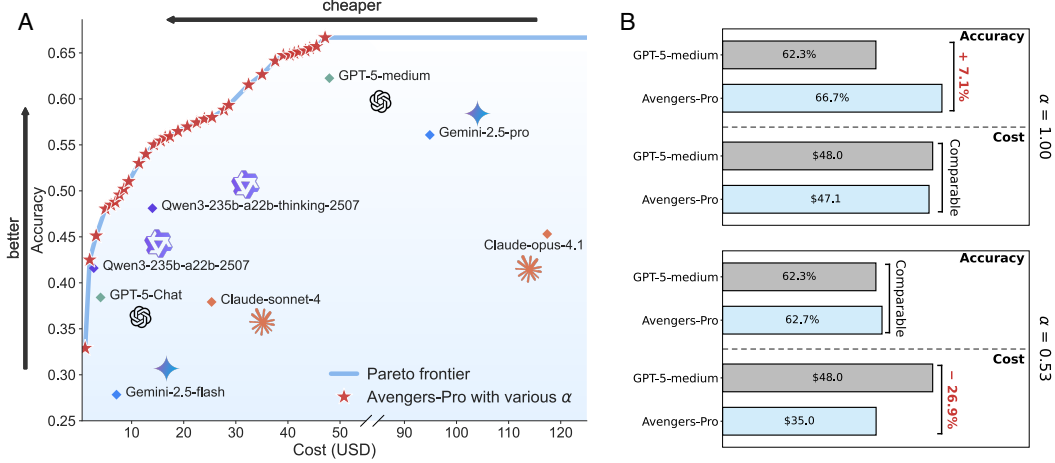 A
cheaper
better
Accuracy
0.65
0.60
0.55
0.50
0.45
0.40
0.35
0.30
0.25
GPT-5-medium
Gemini-2.5-pro
Qwen3-235b-a22b-thinking-2507
Claude-opus-4.1
Qwen3-235b-a22b-2507
GPT-5-Chat
Claude-sonnet-4
Gemini-2.5-flash
Pareto frontier
Avengers-Pro with various α
10 20 30 40 50 90 100 110 120
Cost (USD)
B
Accuracy
GPT-5-medium 62.3%
Avengers-Pro 66.7%
+ 7.1%
Cost
GPT-5-medium $48.0
Avengers-Pro $47.1
Comparable
α = 1.00
Accuracy
GPT-5-medium 62.3%
Avengers-Pro 62.7%
Comparable
Cost
GPT-5-medium $48.0
Avengers-Pro $35.0
− 26.9%
α = 0.53